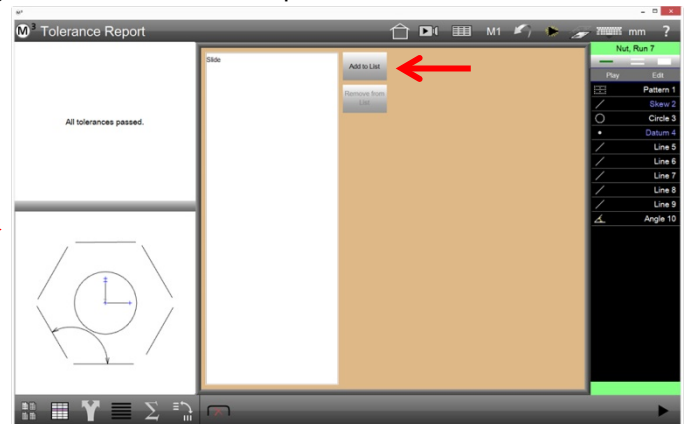 M³
M³ Tolerance Report
M1
mm
?
Nut, Run 7
Play Edit
Pattern 1
Skew 2
Circle 3
Datum 4
Line 5
Line 6
Line 7
Line 8
Line 9
Angle 10
All tolerances passed.
Slide
Add to List
Remove from
List